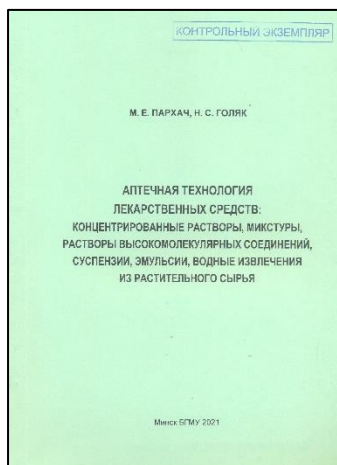 КОНТРОЛЬНЫЙ ЭКЗЕМПЛЯР
М. Е. ПАРХАЧ, Н. С. ГОЛЯК
АПТЕЧНАЯ ТЕХНОЛОГИЯ
ЛЕКАРСТВЕННЫХ СРЕДСТВ:
КОНЦЕНТРИРОВАННЫЕ РАСТВОРЫ, МИКСТУРЫ,
РАСТВОРЫ ВЫСОКОМОЛЕКУЛЯРНЫХ СОЕДИНЕНИЙ,
СУСПЕНЗИИ, ЭМУЛЬСИИ, ВОДНЫЕ ИЗВЛЕЧЕНИЯ
ИЗ РАСТИТЕЛЬНОГО СЫРЬЯ
Минск БГМУ 2021